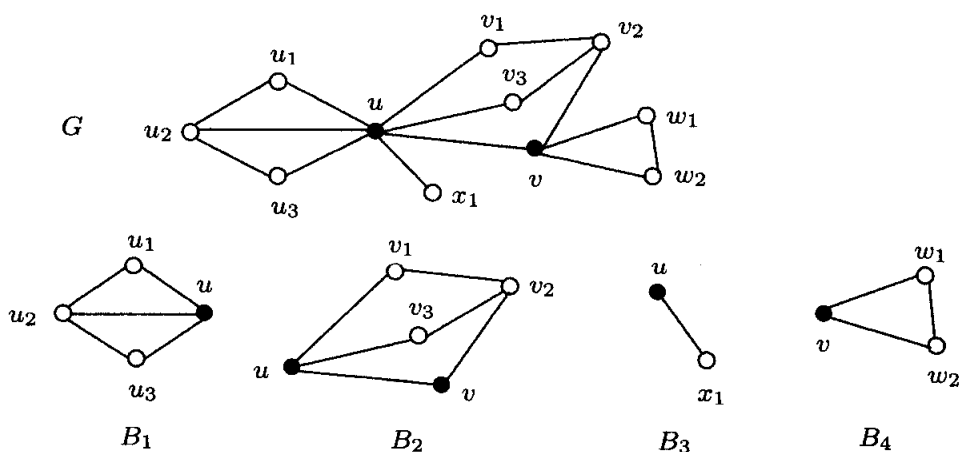 v₁
v₂
u₁
v₃
u
G
u₂
w₁
v
w₂
u₃
x₁
u₁
v₁
u
w₁
u
v₂
v₃
u₂
v
u
v
w₂
u₃
x₁
B₁
B₂
B₃
B₄